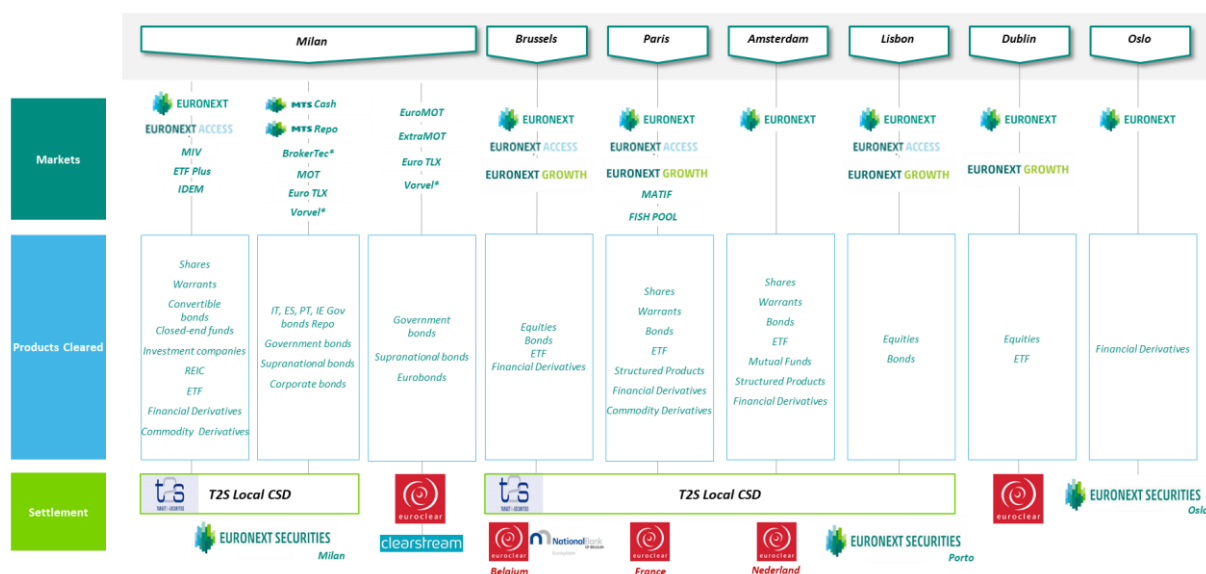 Milan
Brussels
Paris
Amsterdam
Lisbon
Dublin
Oslo
Markets
EURONEXT
EURONEXT ACCESS
MIV
ETF Plus
IDEM
MTS Cash
MTS Repo
BrokerTec*
MOT
Euro TLX
Vorvel*
EuroMOT
ExtraMOT
Euro TLX
Vorvel*
EURONEXT
EURONEXT ACCESS
EURONEXT GROWTH
EURONEXT
EURONEXT ACCESS
EURONEXT GROWTH
MATIF
FISH POOL
EURONEXT
EURONEXT
EURONEXT ACCESS
EURONEXT GROWTH
EURONEXT
EURONEXT GROWTH
EURONEXT
Products Cleared
Shares
Warrants
Convertible
bonds
Closed-end funds
Investment companies
REIC
ETF
Financial Derivatives
Commodity Derivatives
IT, ES, PT, IE Gov
bonds Repo
Government bonds
Supranational bonds
Corporate bonds
Government
bonds
Supranational bonds
Eurobonds
Equities
Bonds
ETF
Financial Derivatives
Shares
Warrants
Bonds
ETF
Structured Products
Financial Derivatives
Commodity Derivatives
Shares
Warrants
Bonds
ETF
Mutual Funds
Structured Products
Financial Derivatives
Equities
Bonds
Equities
ETF
Financial Derivatives
Settlement
t2s
T2S Local CSD
EURONEXT SECURITIES
Milan
euroclear
clearstream
t2s
T2S Local CSD
euroclear
Belgium
NationalBank
OF BELGIUM
Eurosystem
euroclear
France
euroclear
Nederland
EURONEXT SECURITIES
Porto
euroclear
EURONEXT SECURITIES
Oslo